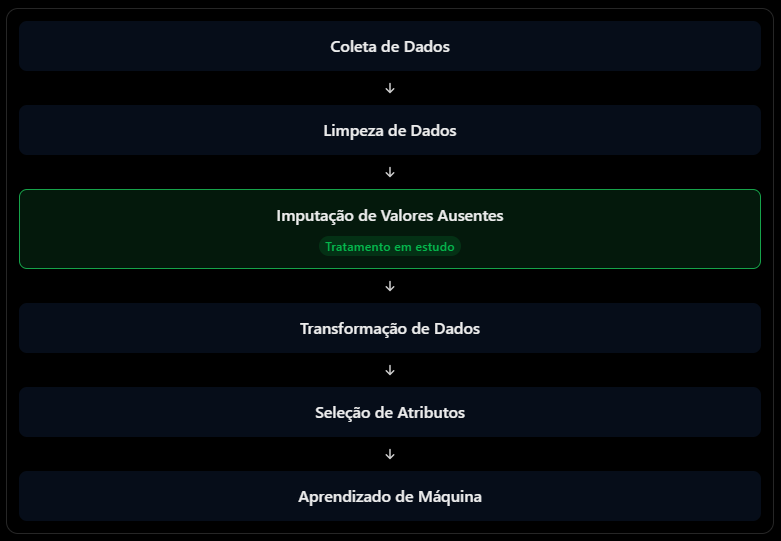 Coleta de Dados
↓
Limpeza de Dados
↓
Imputação de Valores Ausentes
Tratamento em estudo
↓
Transformação de Dados
↓
Seleção de Atributos
↓
Aprendizado de Máquina